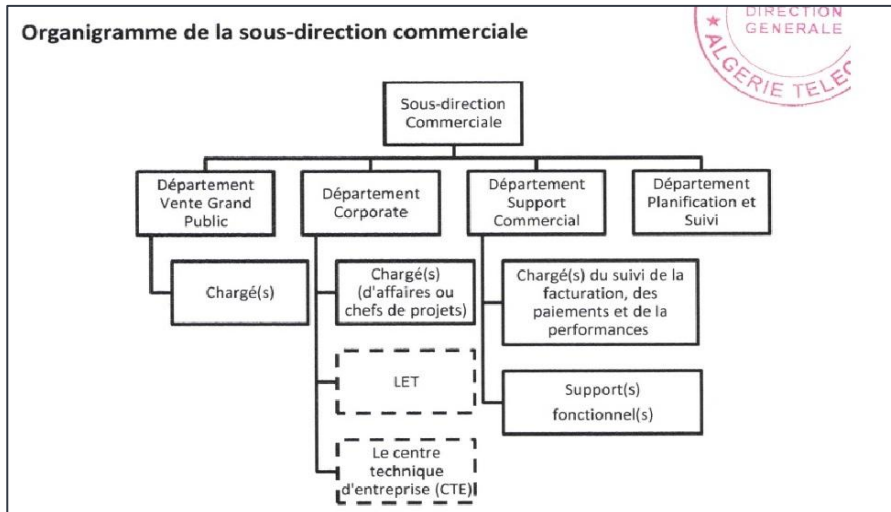 Organigramme de la sous-direction commerciale
DIRECTION
GENERALE
★ ALGERIE TELEC
Sous-direction
Commerciale
Département
Vente Grand
Public
Département
Corporate
Département
Support
Commercial
Département
Planification et
Suivi
Chargé(s)
Chargé(s)
(d'affaires ou
chefs de projets)
LET
Le centre
technique
d'entreprise (CTE)
Chargé(s) du suivi de la
facturation, des
paiements et de la
performances
Support(s)
fonctionnel(s)